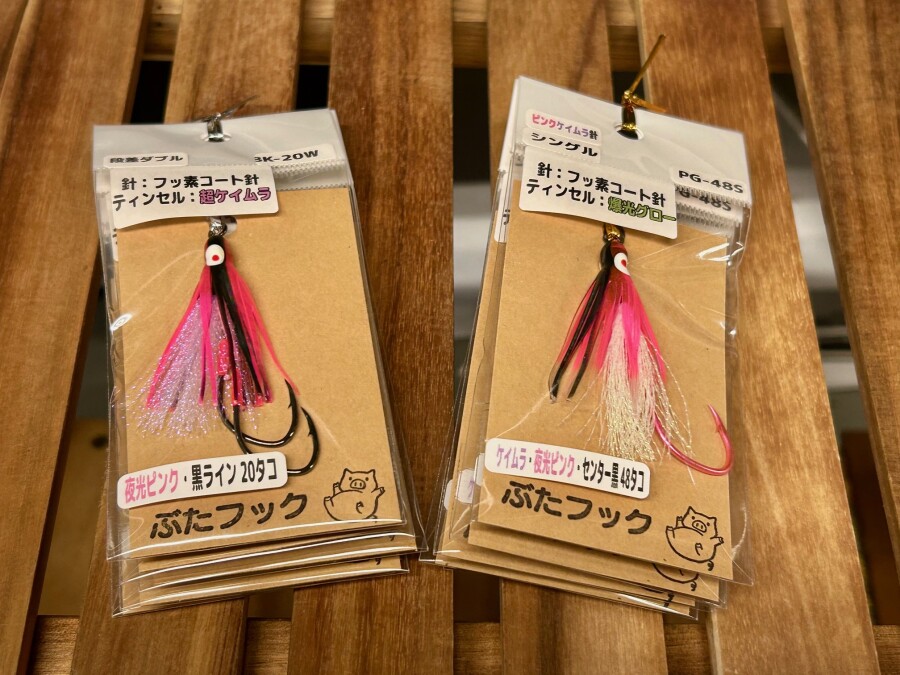 段差ダブル
BK-20W
針：フッ素コート針
ティンセル：超ケイムラ
夜光ピンク・黒ライン20タコ
ぶたフック
ピンクケイムラ針
シングル
PG-48S
PG-48S
針：フッ素コート針
ティンセル：爆光グロー
ケイムラ・夜光ピンク・センター黒48タコ
ぶたフック